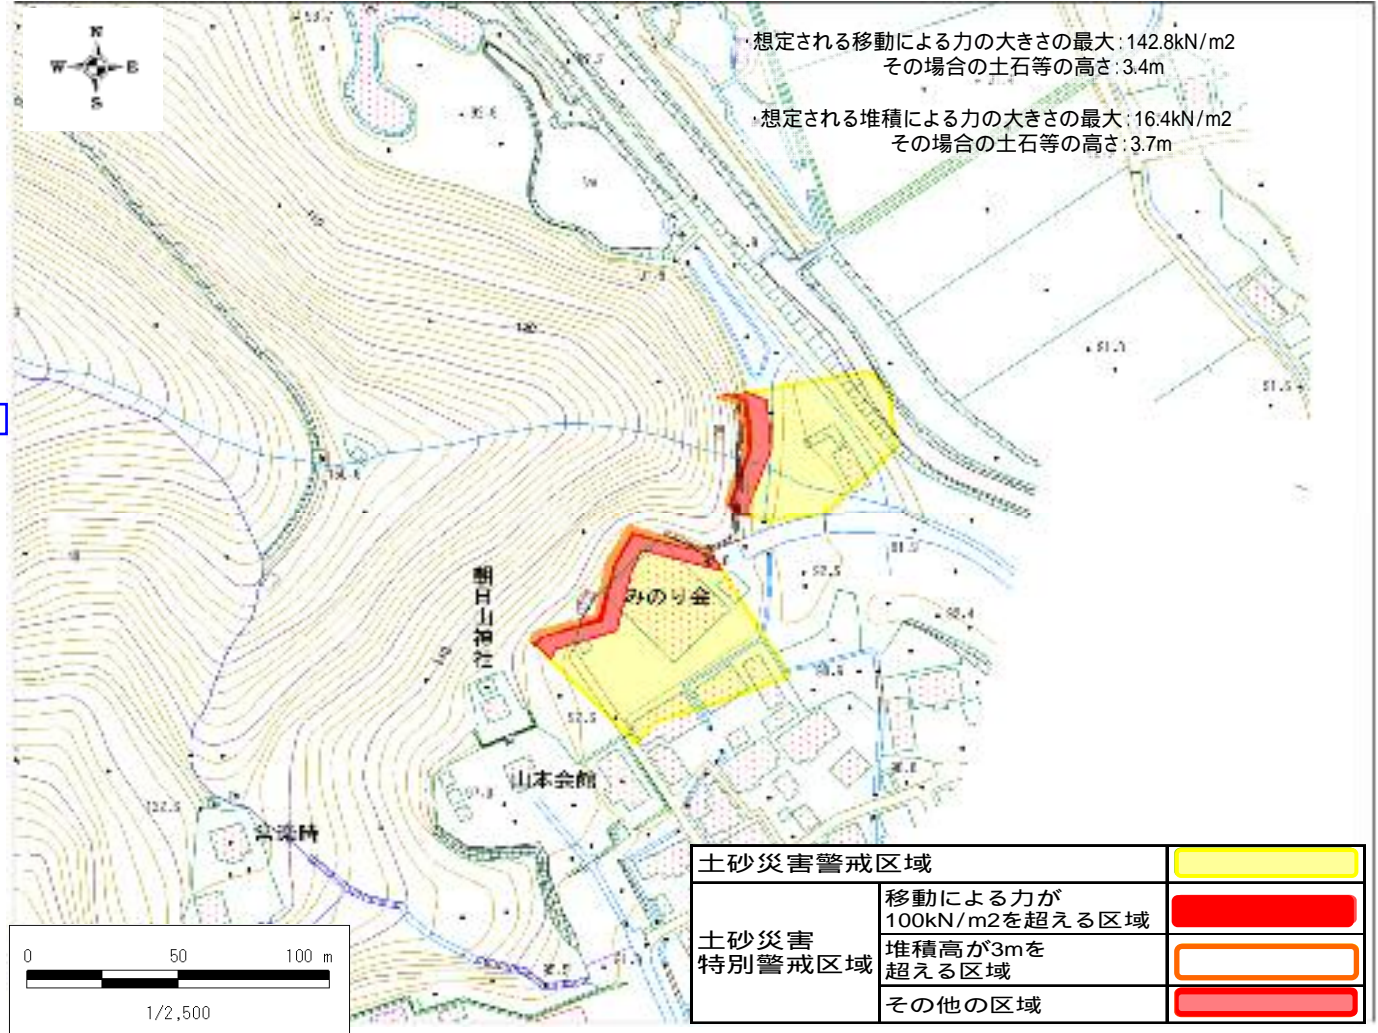 N
W E
S
・想定される移動による力の大きさの最大:142.8kN/m2
その場合の土石等の高さ:3.4m
・想定される堆積による力の大きさの最大:16.4kN/m2
その場合の土石等の高さ:3.7m
みのり会
朝日山神社
山本会館
土砂災害警戒区域
土砂災害
特別警戒区域
移動による力が
100kN/m2を超える区域
堆積高が3mを
超える区域
その他の区域
0 50 100 m
1/2,500